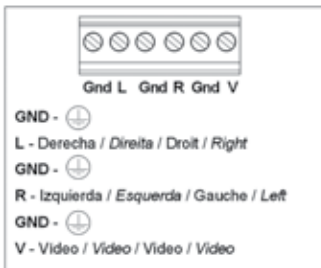 Gnd L Gnd R Gnd V
GND -
L - Derecha / Direita / Droit / Right
GND -
R - Izquierda / Esquerda / Gauche / Left
GND -
V - Video / Video / Video / Video